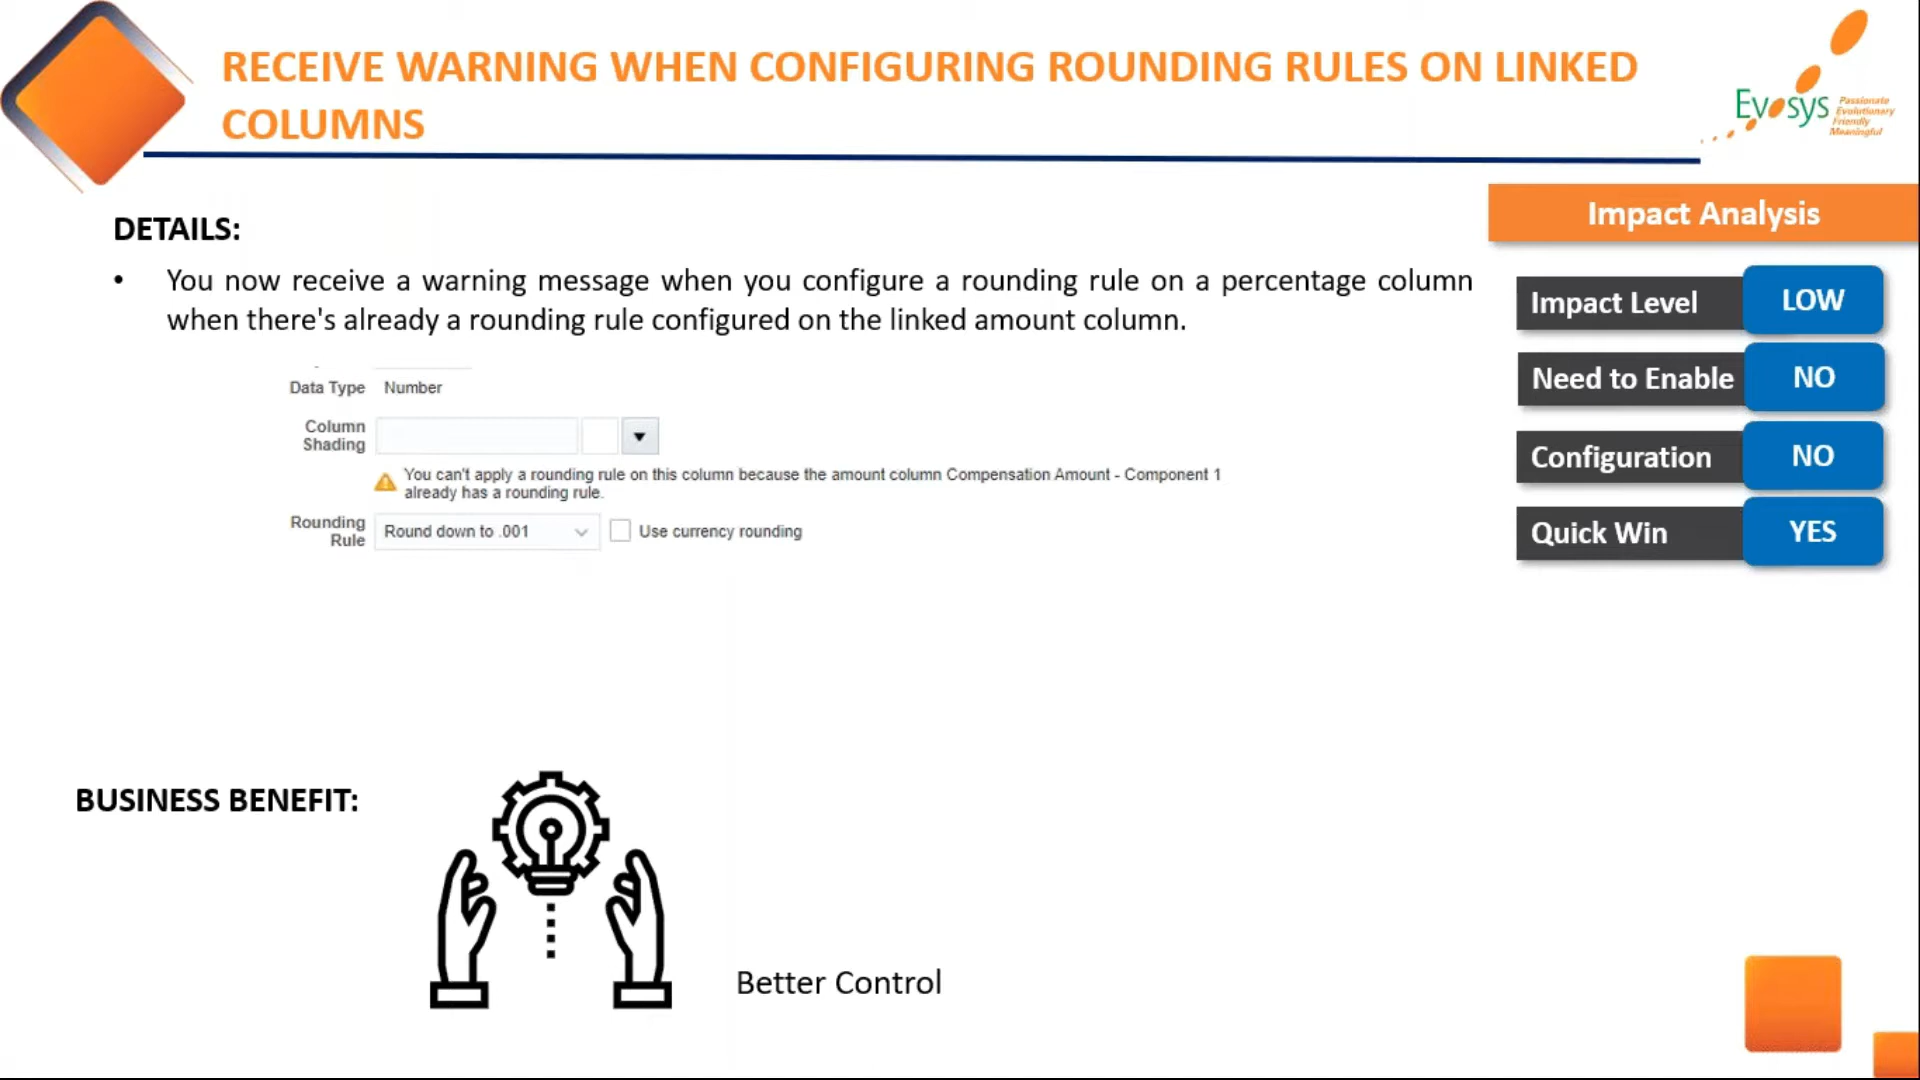 RECEIVE WARNING WHEN CONFIGURING ROUNDING RULES ON LINKED
COLUMNS
Evosys
Passionate
Evolutionary
Friendly
Meaningful
DETAILS:
• You now receive a warning message when you configure a rounding rule on a percentage column
when there's already a rounding rule configured on the linked amount column.
Data Type Number
Column
Shading
You can't apply a rounding rule on this column because the amount column Compensation Amount - Component 1
already has a rounding rule.
Rounding
Rule
Round down to .001
Use currency rounding
Impact Analysis
Impact Level LOW
Need to Enable NO
Configuration NO
Quick Win YES
BUSINESS BENEFIT:
Better Control